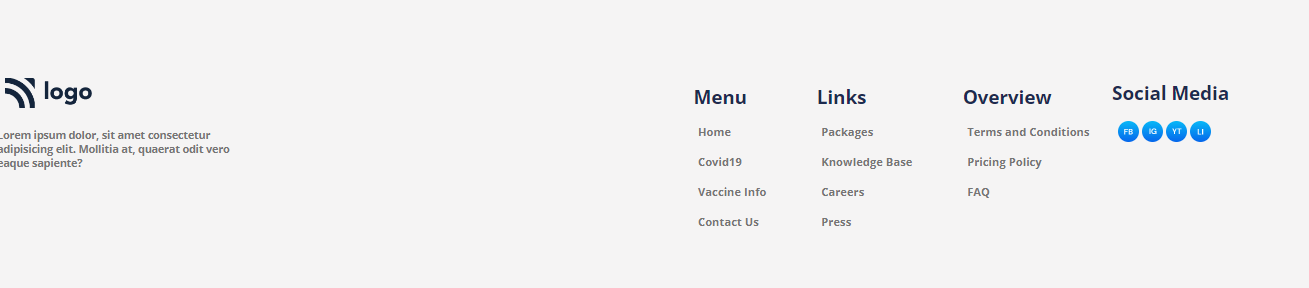 logo
Lorem ipsum dolor, sit amet consectetur
adipisicing elit. Mollitia at, quaerat odit vero
eaque sapiente?
Menu
Home
Covid19
Vaccine Info
Contact Us
Links
Packages
Knowledge Base
Careers
Press
Overview
Terms and Conditions
Pricing Policy
FAQ
Social Media
FB IG YT LI